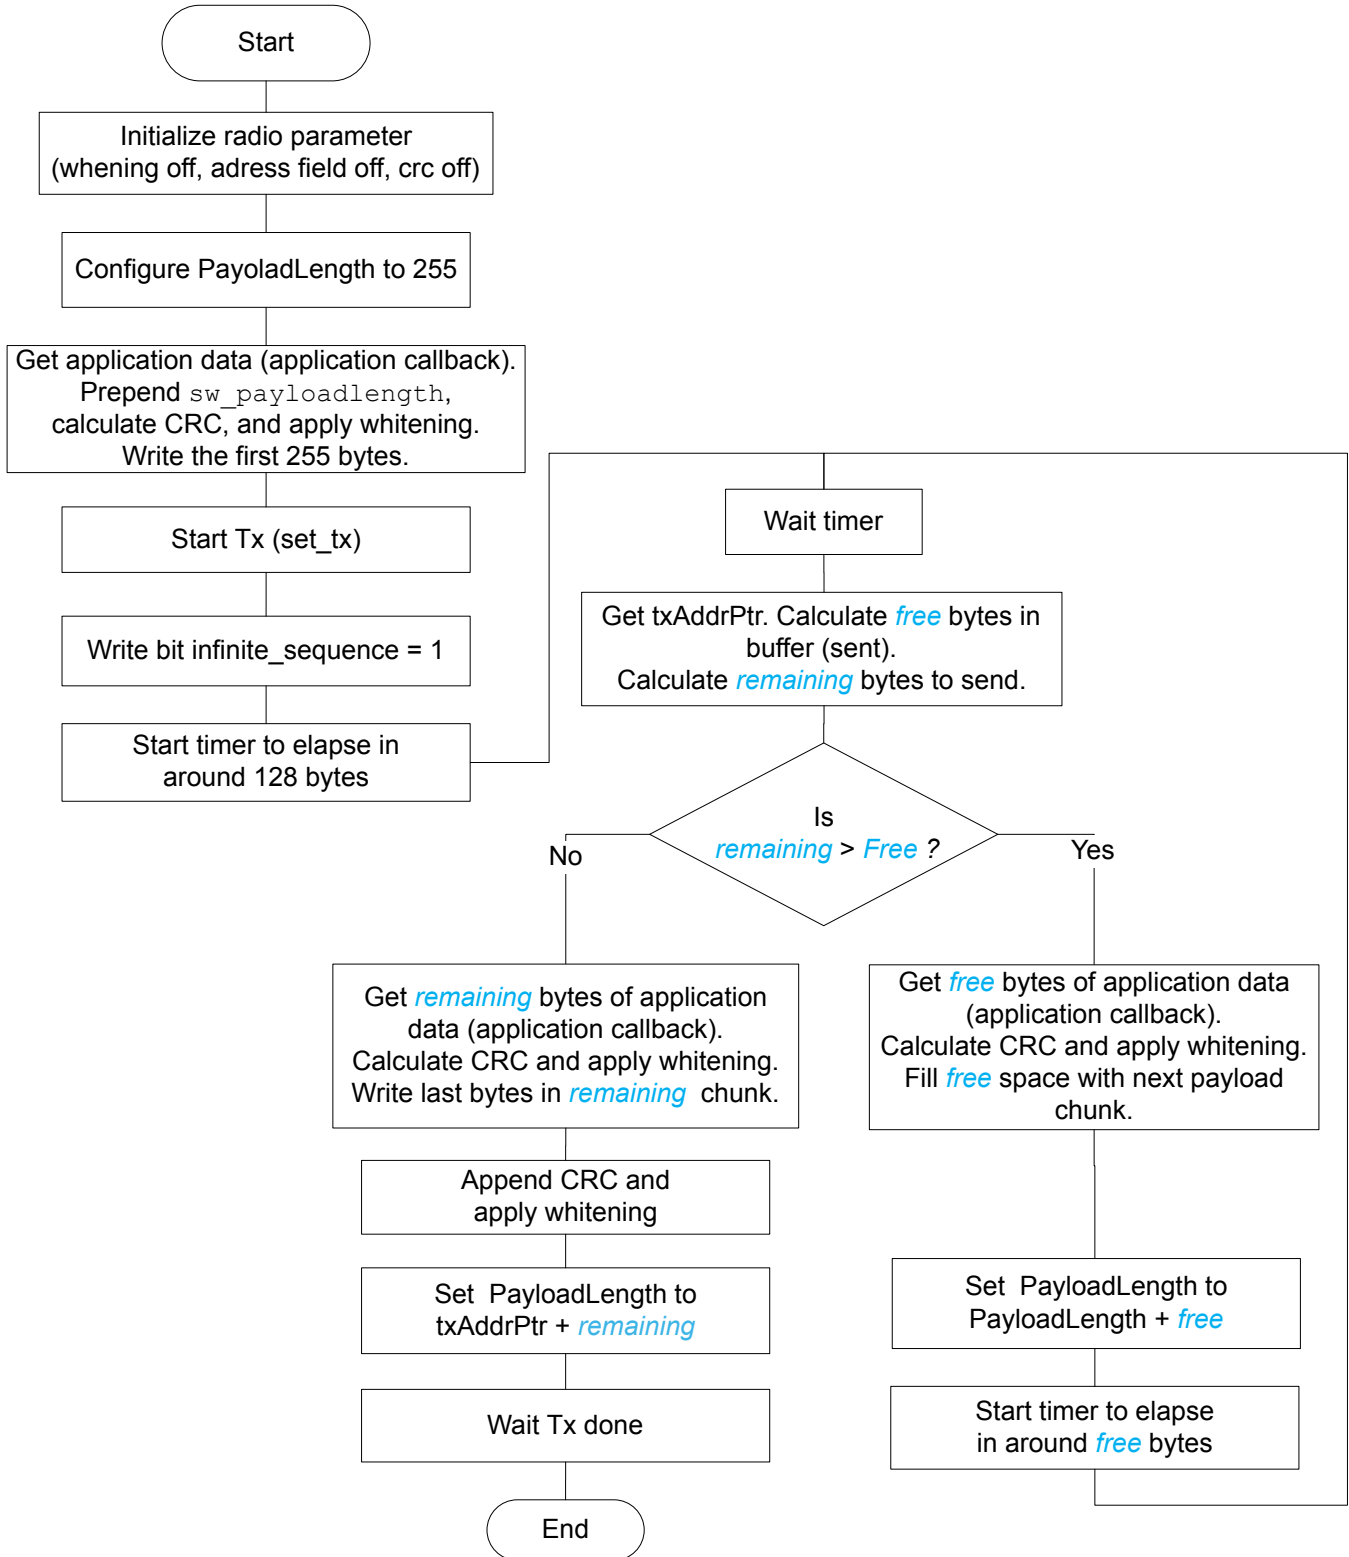 Start
Initialize radio parameter
(whening off, adress field off, crc off)
Configure PayoladLength to 255
Get application data (application callback).
Prepend sw_payloadlength,
calculate CRC, and apply whitening.
Write the first 255 bytes.
Start Tx (set_tx)
Write bit infinite_sequence = 1
Start timer to elapse in
around 128 bytes
Wait timer
Get txAddrPtr. Calculate free bytes in
buffer (sent).
Calculate remaining bytes to send.
Is
remaining > Free ?
No
Yes
Get remaining bytes of application
data (application callback).
Calculate CRC and apply whitening.
Write last bytes in remaining chunk.
Append CRC and
apply whitening
Set PayloadLength to
txAddrPtr + remaining
Wait Tx done
End
Get free bytes of application data
(application callback).
Calculate CRC and apply whitening.
Fill free space with next payload
chunk.
Set PayloadLength to
PayloadLength + free
Start timer to elapse
in around free bytes